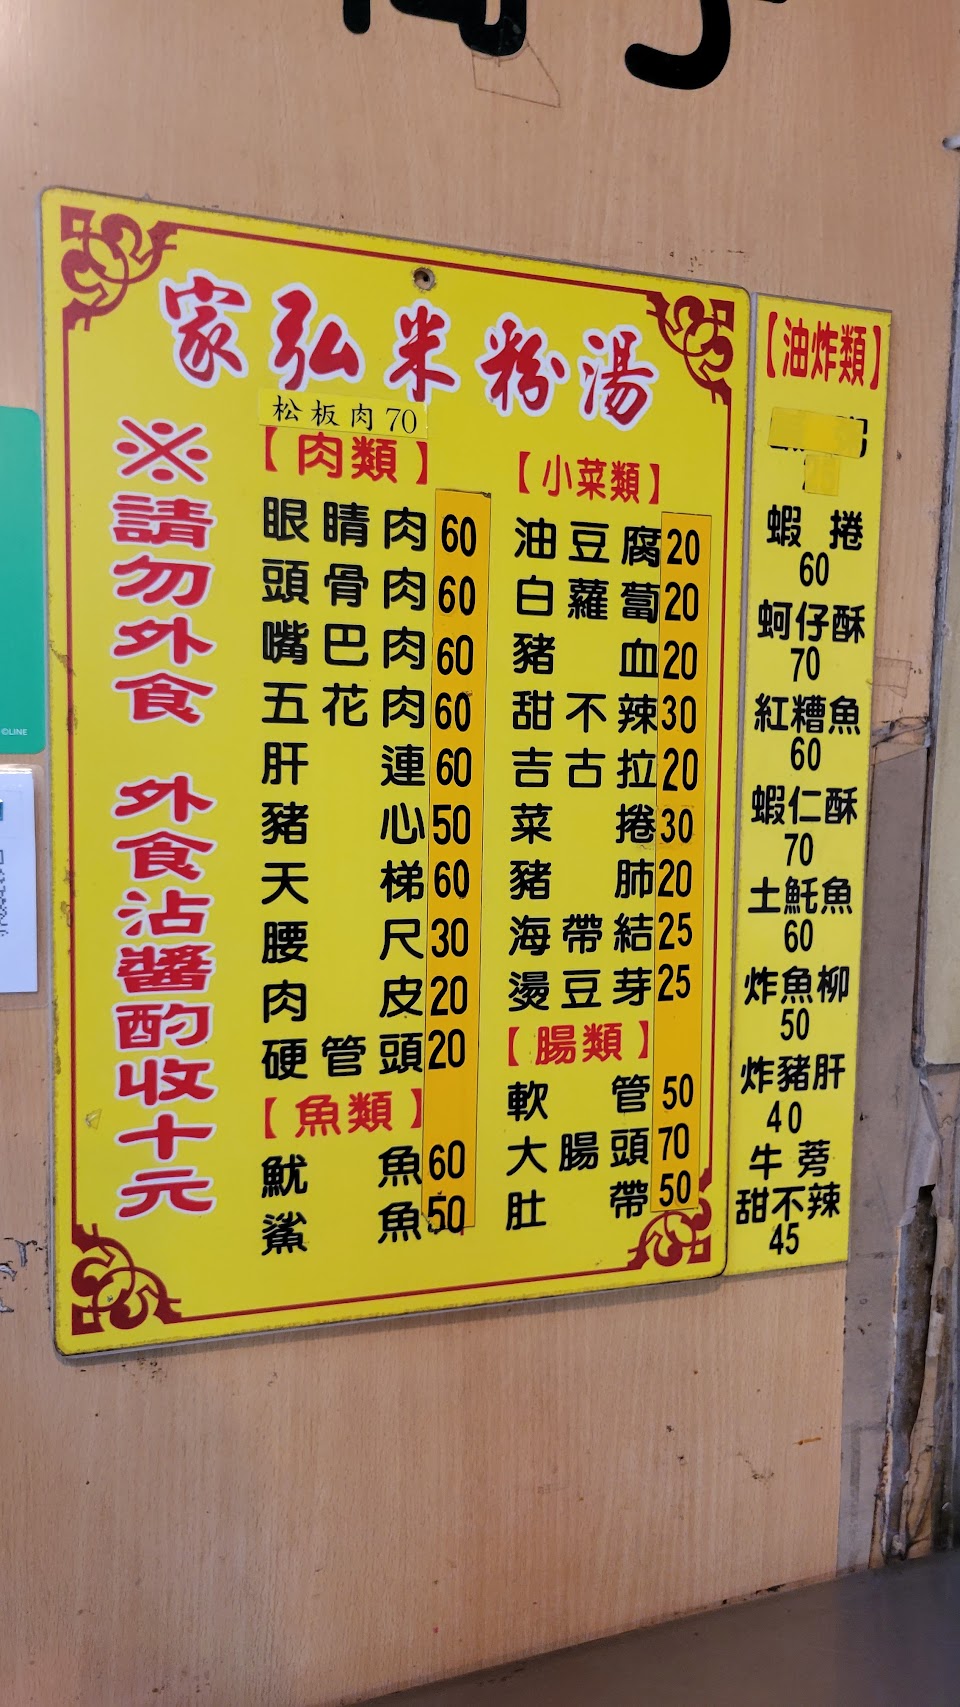 家弘米粉湯
※請勿外食 外食沾醬酌收十元
松板肉70
【肉類】
眼睛肉60
頭骨肉60
嘴巴肉60
五花肉60
肝連60
豬心50
天梯60
腰尺30
肉皮20
硬管頭20
【魚類】
魷魚60
鯊魚50
【小菜類】
油豆腐20
白蘿蔔20
豬血20
甜不辣30
吉古拉20
菜捲30
豬肺20
海帶結25
燙豆芽25
【腸類】
軟管50
大腸頭70
肚帶50
【油炸類】
蝦捲
60
蚵仔酥
70
紅糟魚
60
蝦仁酥
70
土魠魚
60
炸魚柳
50
炸豬肝
40
牛蒡
甜不辣
45
©LINE